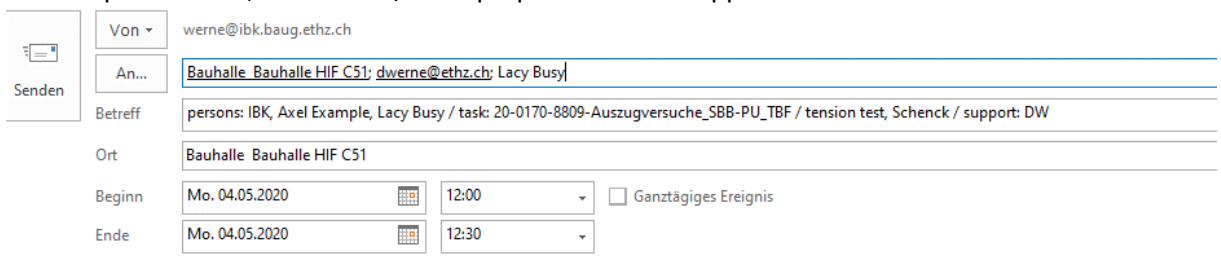 Von werne@ibk.baug.ethz.ch
An... Bauhalle Bauhalle HIF C51; dwerne@ethz.ch; Lacy Busy
Senden
Betreff persons: IBK, Axel Example, Lacy Busy / task: 20-0170-8809-Auszugversuche_SBB-PU_TBF / tension test, Schenck / support: DW
Ort Bauhalle Bauhalle HIF C51
Beginn Mo. 04.05.2020 12:00 Ganztägiges Ereignis
Ende Mo. 04.05.2020 12:30